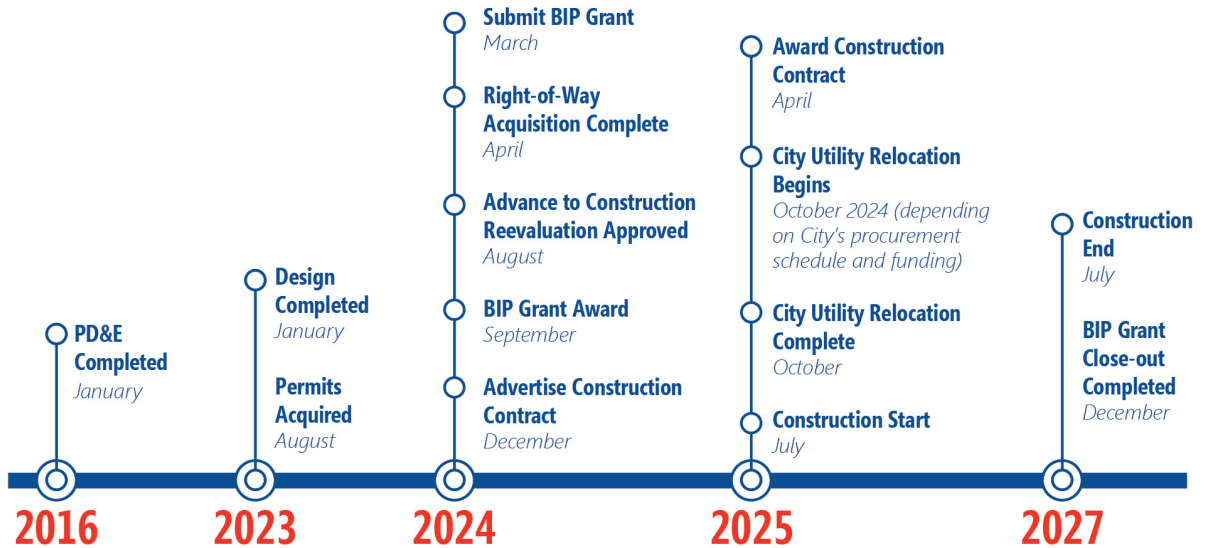 PD&E
Completed
January
Design
Completed
January
Permits
Acquired
August
Submit BIP Grant
March
Right-of-Way
Acquisition Complete
April
Advance to Construction
Reevaluation Approved
August
BIP Grant Award
September
Advertise Construction
Contract
December
Award Construction
Contract
April
City Utility Relocation
Begins
October 2024 (depending
on City's procurement
schedule and funding)
City Utility Relocation
Complete
October
Construction Start
July
Construction
End
July
BIP Grant
Close-out
Completed
December
2016
2023
2024
2025
2027